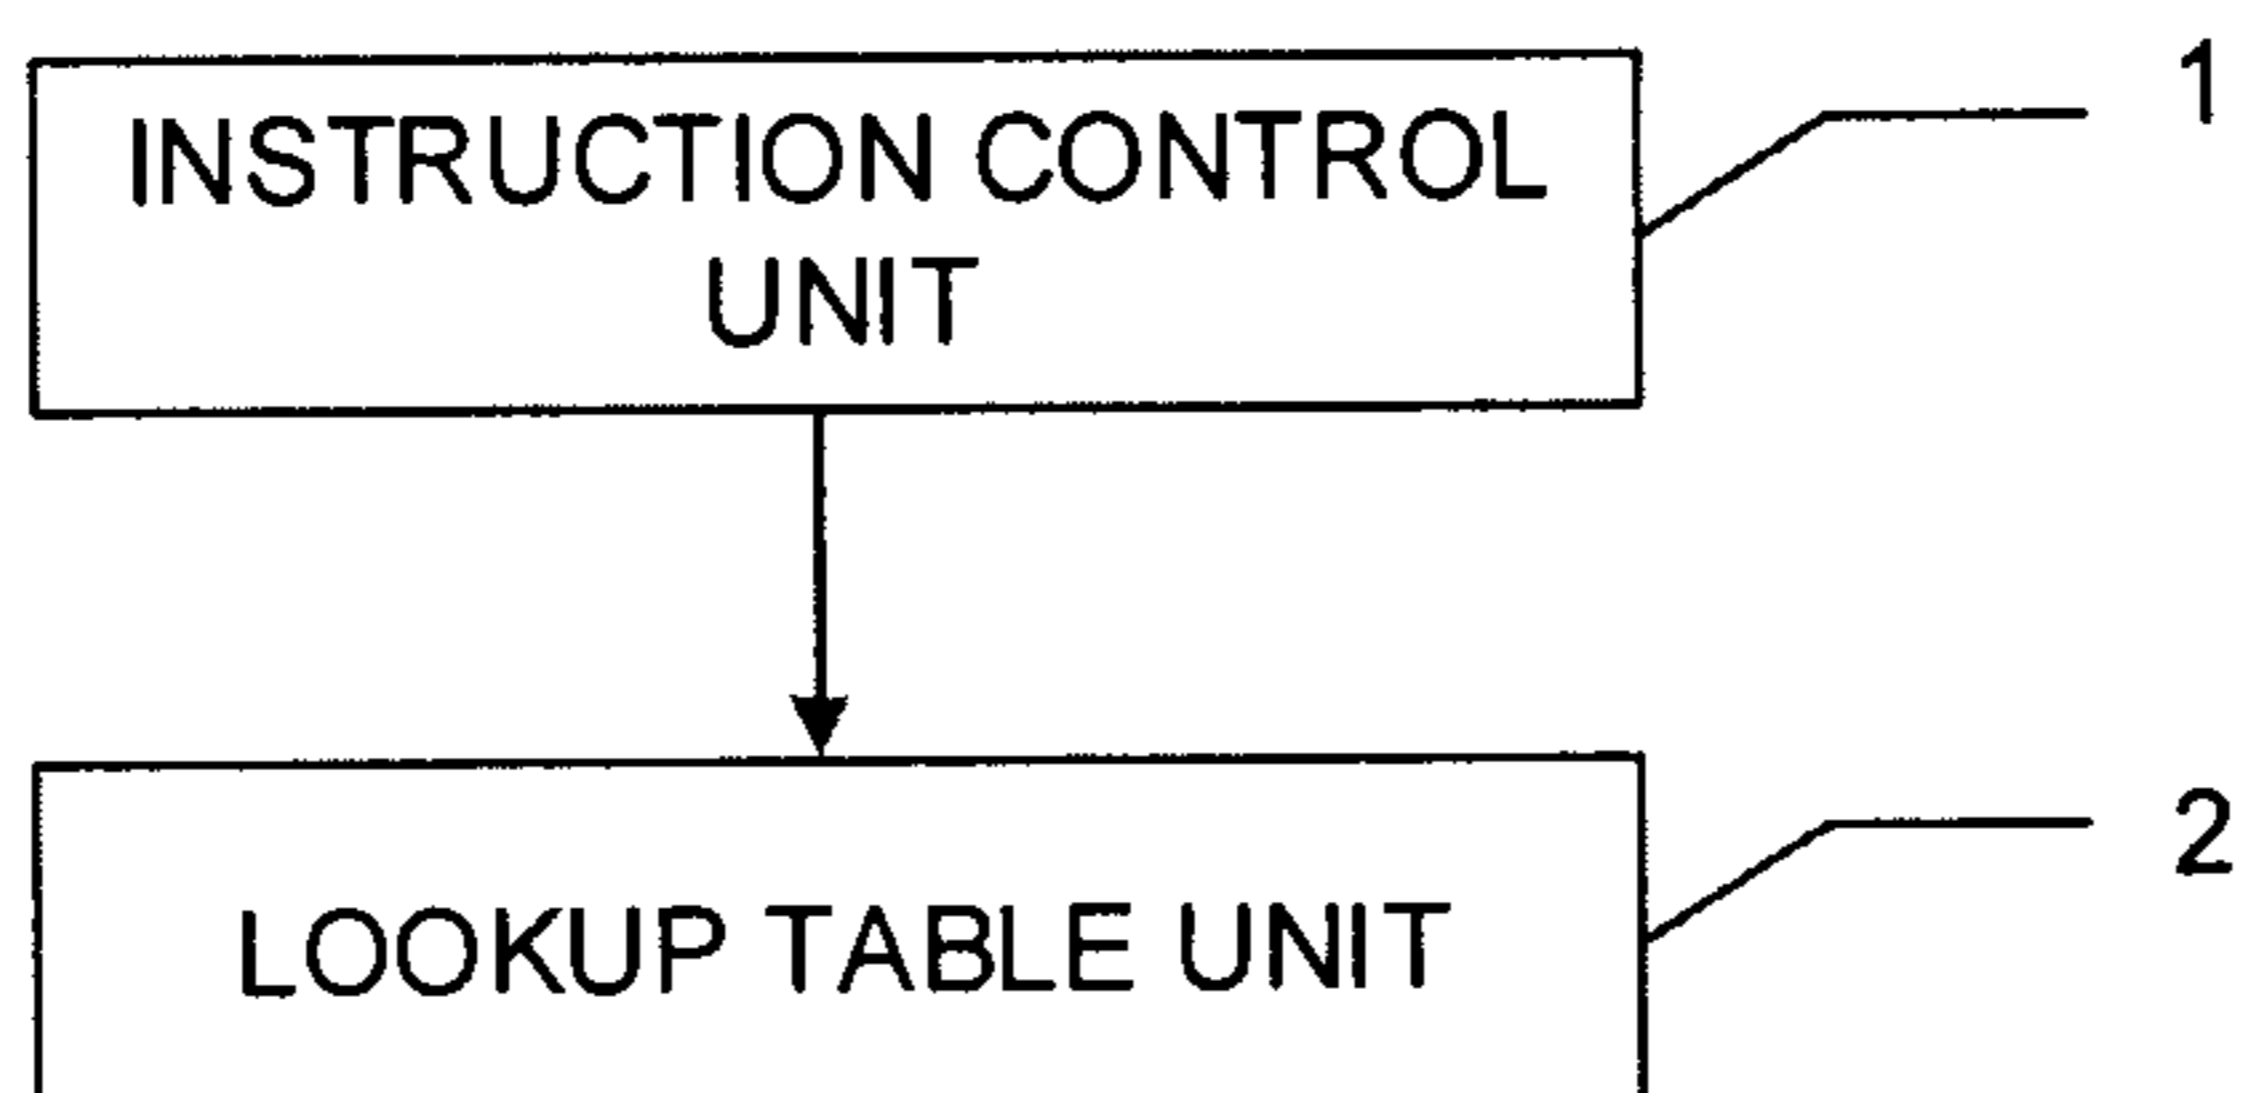 INSTRUCTION CONTROL
UNIT
1
LOOKUP TABLE UNIT
2